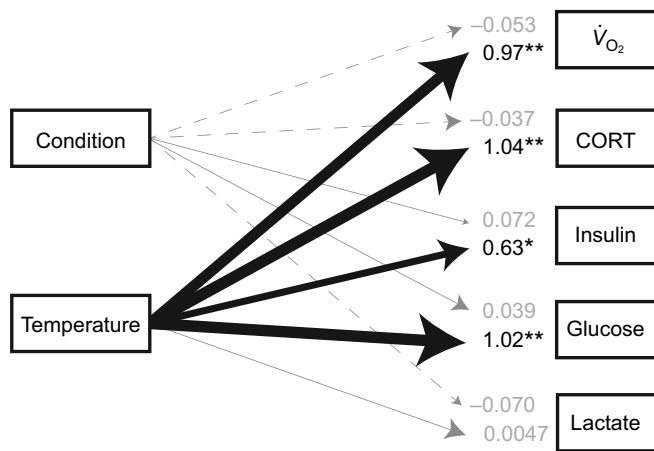 –0.053
0.97**
V̇O₂
Condition
–0.037
1.04**
CORT
0.072
0.63*
Insulin
Temperature
0.039
1.02**
Glucose
–0.070
0.0047
Lactate